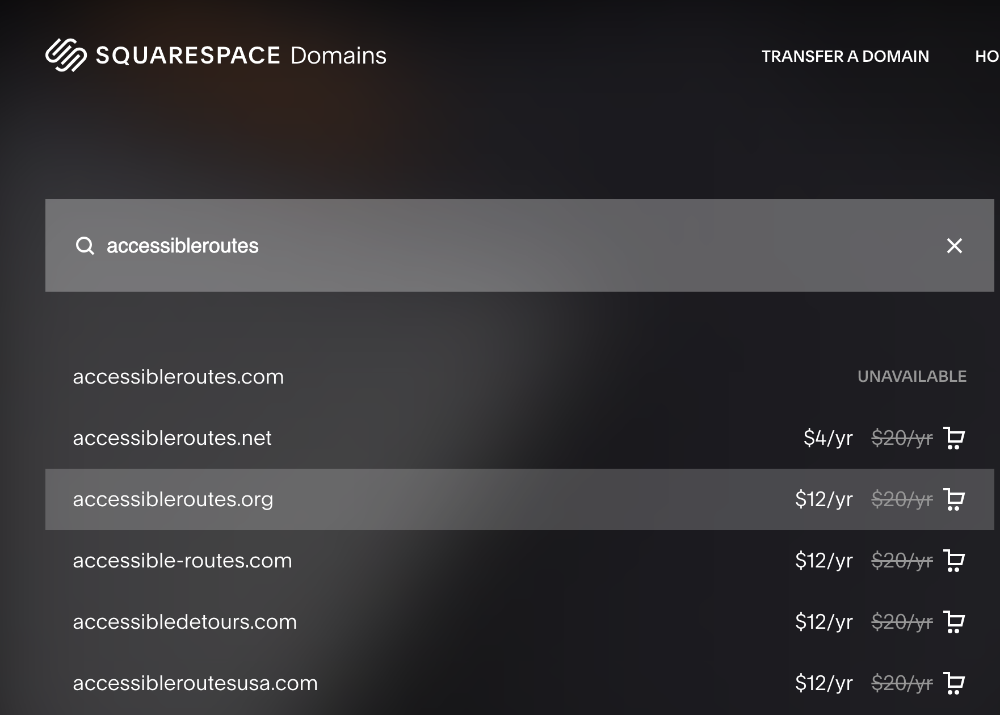 SQUARESPACE Domains
TRANSFER A DOMAIN
HO
accessibleroutes
accessibleroutes.com UNAVAILABLE
accessibleroutes.net $4/yr $20/yr
accessibleroutes.org $12/yr $20/yr
accessible-routes.com $12/yr $20/yr
accessibledetours.com $12/yr $20/yr
accessibleroutesusa.com $12/yr $20/yr